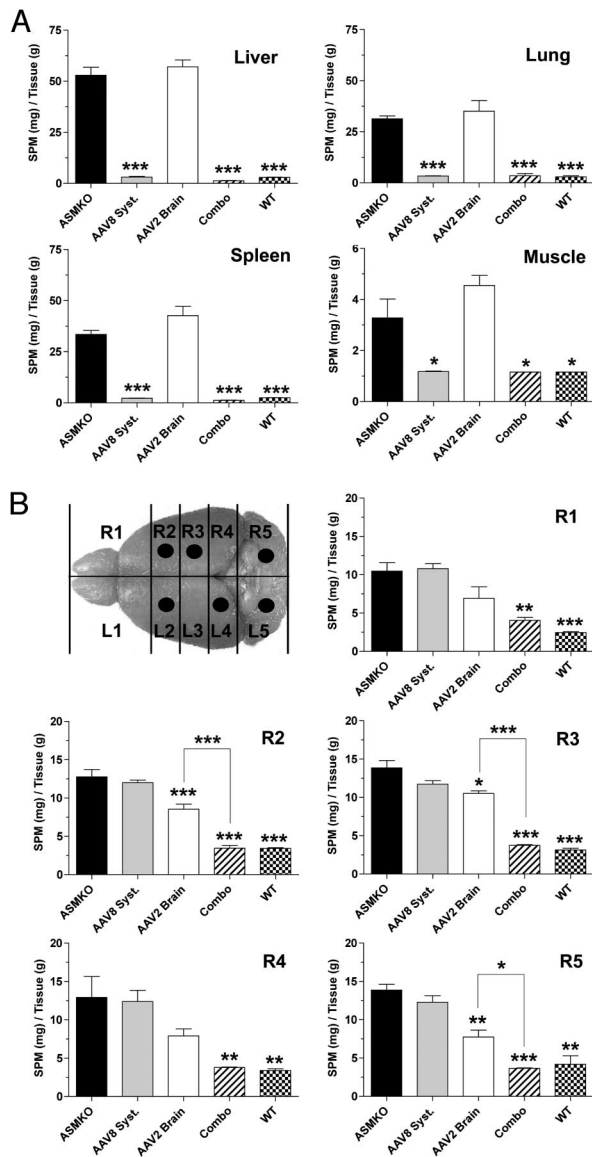 A
Liver
SPM (mg) / Tissue (g)
75
50
25
0
***
***
***
ASMKO
AAV8 Syst.
AAV2 Brain
Combo
WT
Lung
SPM (mg) / Tissue (g)
75
50
25
0
***
***
***
ASMKO
AAV8 Syst.
AAV2 Brain
Combo
WT
Spleen
SPM (mg) / Tissue (g)
75
50
25
0
***
***
***
ASMKO
AAV8 Syst.
AAV2 Brain
Combo
WT
Muscle
SPM (mg) / Tissue (g)
6
4
2
0
*
*
*
ASMKO
AAV8 Syst.
AAV2 Brain
Combo
WT
B
R1 R2 R3 R4 R5
L1 L2 L3 L4 L5
R1
SPM (mg) / Tissue (g)
20
15
10
5
0
**
***
ASMKO
AAV8 Syst.
AAV2 Brain
Combo
WT
R2
SPM (mg) / Tissue (g)
20
15
10
5
0
***
***
***
***
ASMKO
AAV8 Syst.
AAV2 Brain
Combo
WT
R3
SPM (mg) / Tissue (g)
20
15
10
5
0
***
*
***
***
ASMKO
AAV8 Syst.
AAV2 Brain
Combo
WT
R4
SPM (mg) / Tissue (g)
20
15
10
5
0
**
**
ASMKO
AAV8 Syst.
AAV2 Brain
Combo
WT
R5
SPM (mg) / Tissue (g)
20
15
10
5
0
*
**
***
**
ASMKO
AAV8 Syst.
AAV2 Brain
Combo
WT